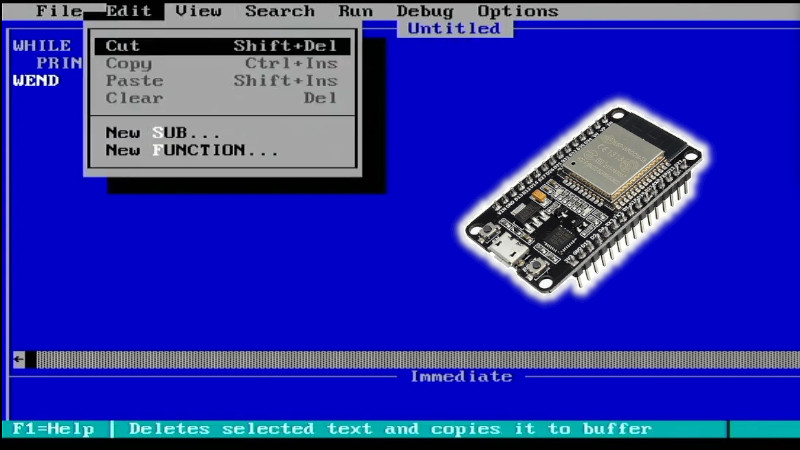 File Edit View Search Run Debug Options
Untitled
WHILE
PRIN
WEND
Cut Shift+Del
Copy Ctrl+Ins
Paste Shift+Ins
Clear Del
New SUB...
New FUNCTION...
Immediate
F1=Help | Deletes selected text and copies it to buffer